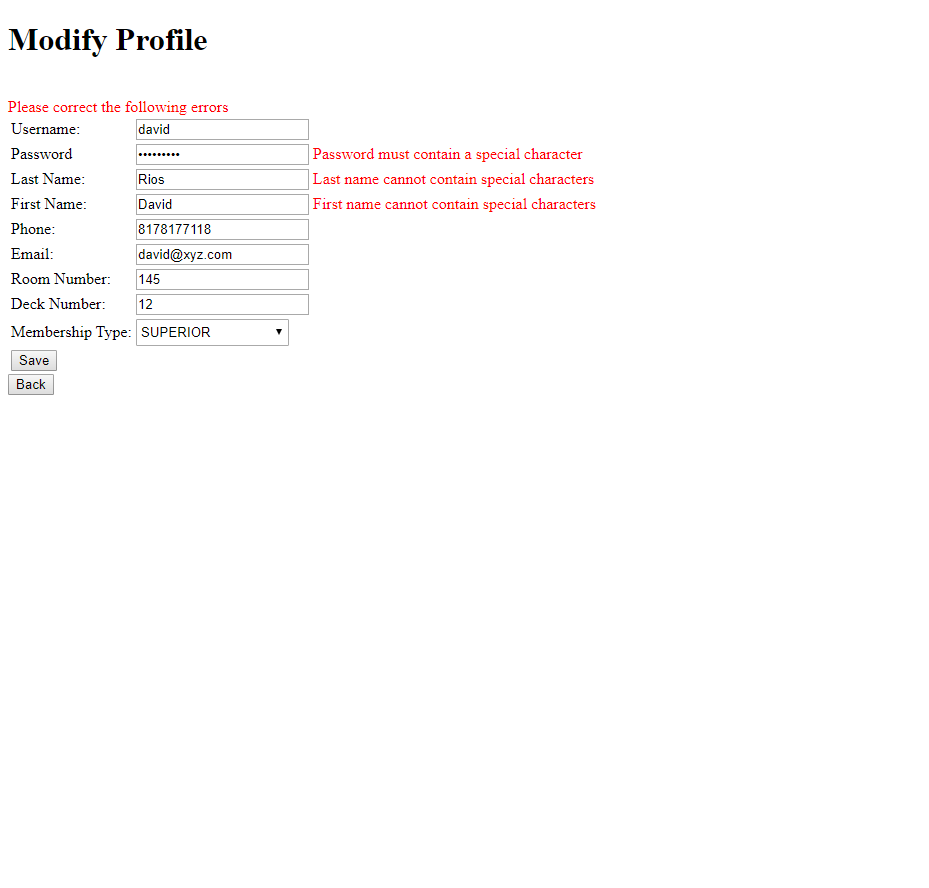 Modify Profile
Please correct the following errors
Username: david
Password ••••••••• Password must contain a special character
Last Name: Rios Last name cannot contain special characters
First Name: David First name cannot contain special characters
Phone: 8178177118
Email: david@xyz.com
Room Number: 145
Deck Number: 12
Membership Type: SUPERIOR
Save
Back